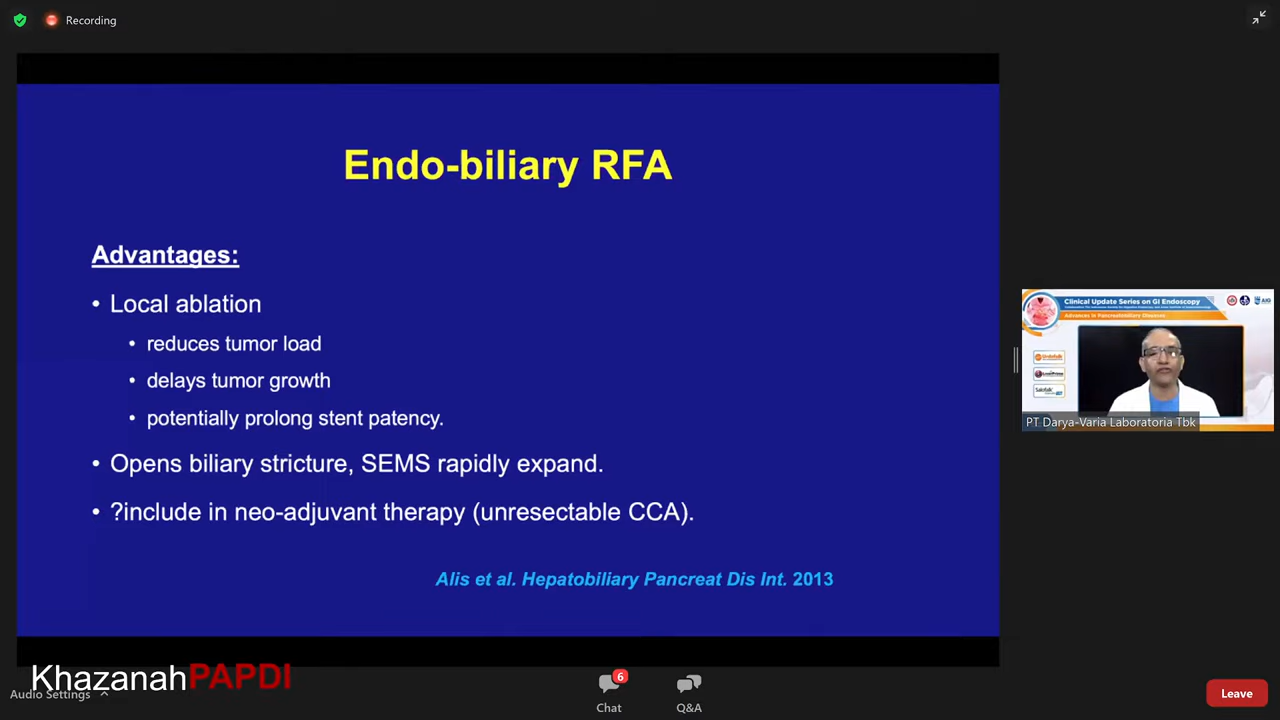 Recording
Endo-biliary RFA
Advantages:
• Local ablation
• reduces tumor load
• delays tumor growth
• potentially prolong stent patency.
• Opens biliary stricture, SEMS rapidly expand.
• ?include in neo-adjuvant therapy (unresectable CCA).
Alis et al. Hepatobiliary Pancreat Dis Int. 2013
Clinical Update Series on GI Endoscopy
Advances in Pancreatobiliary Diseases
PT Darya-Varia Laboratoria Tbk
KhazanahPAPDI
Audio Settings
6
Chat
Q&A
Leave